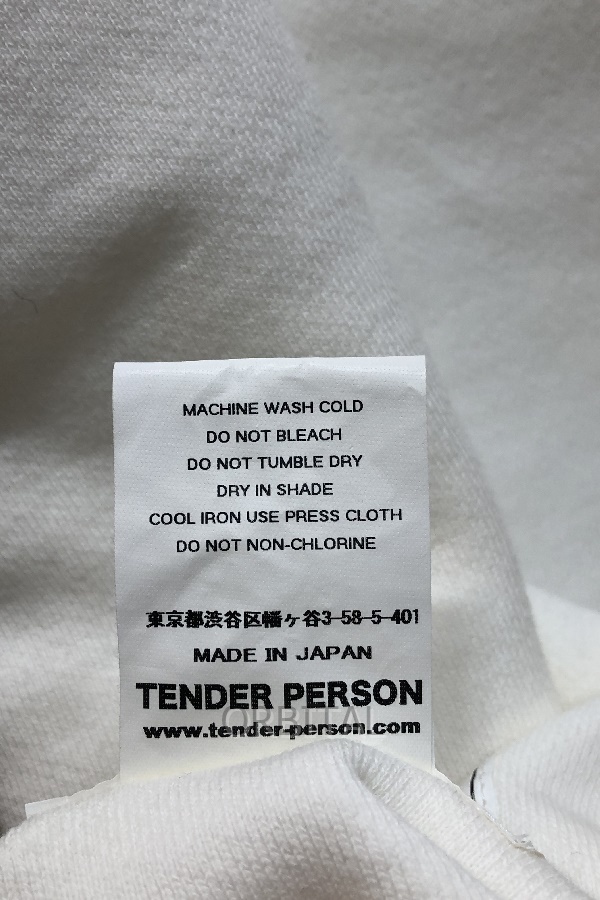 MACHINE WASH COLD
DO NOT BLEACH
DO NOT TUMBLE DRY
DRY IN SHADE
COOL IRON USE PRESS CLOTH
DO NOT NON-CHLORINE
東京都渋谷区幡ヶ谷3-58-5-401
MADE IN JAPAN
TENDER PERSON
ORBITAL
www.tender-person.com